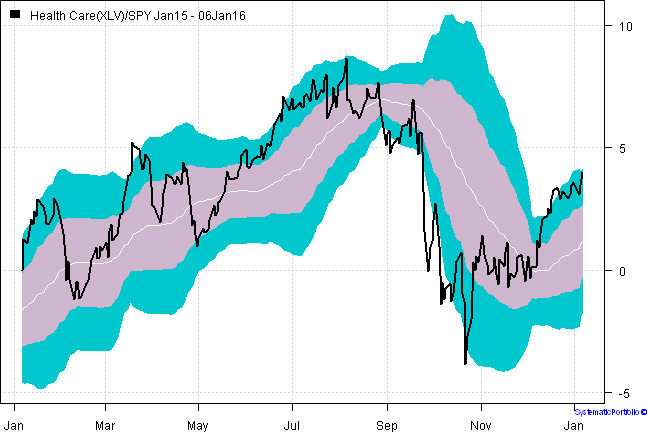 Health Care(XLV)/SPY Jan15 - 06Jan16
10
5
0
-5
Jan Mar May Jul Sep Nov Jan
SystematicPortfolio ©